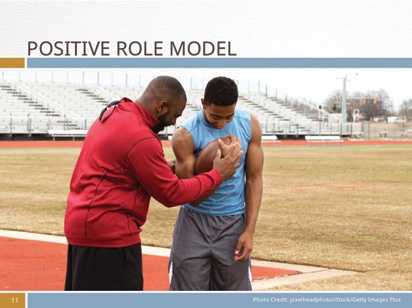 POSITIVE ROLE MODEL
11
Photo Credit: pixelheadphoto/iStock/Getty Images Plus